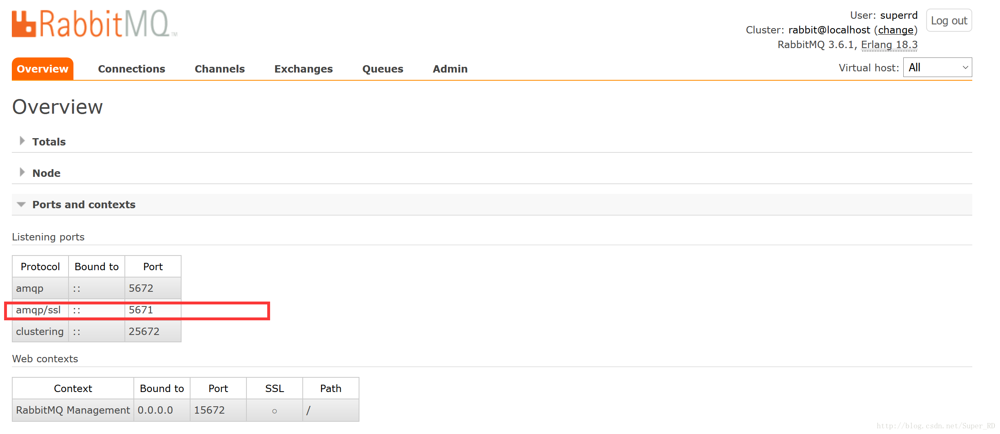 RabbitMQ™
User: superrd
Log out
Cluster: rabbit@localhost (change)
RabbitMQ 3.6.1, Erlang 18.3
Overview Connections Channels Exchanges Queues Admin
Virtual host: All
Overview
Totals
Node
Ports and contexts
Listening ports
Protocol Bound to Port
amqp :: 5672
amqp/ssl :: 5671
clustering :: 25672
Web contexts
Context Bound to Port SSL Path
RabbitMQ Management 0.0.0.0 15672 ○ /
http://blog.csdn.net/Super_RD